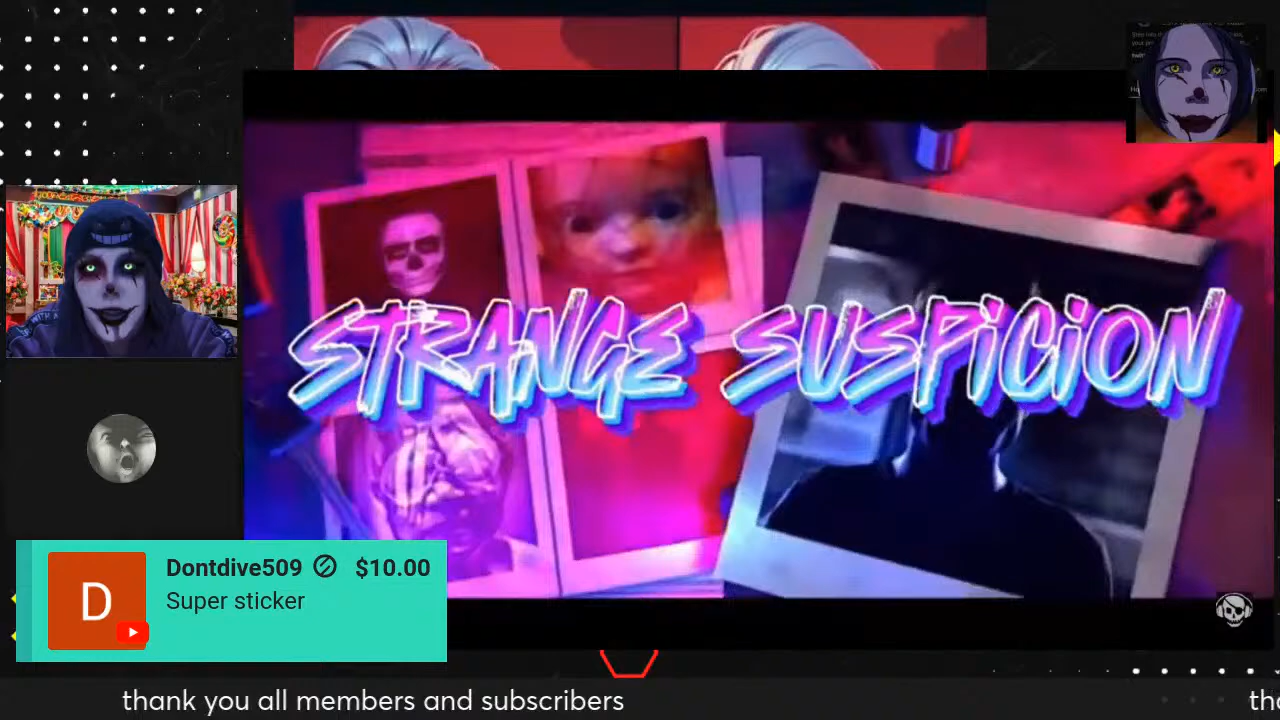 STRANGE SUSPICION
D
Dontdive509 $10.00
Super sticker
thank you all members and subscribers